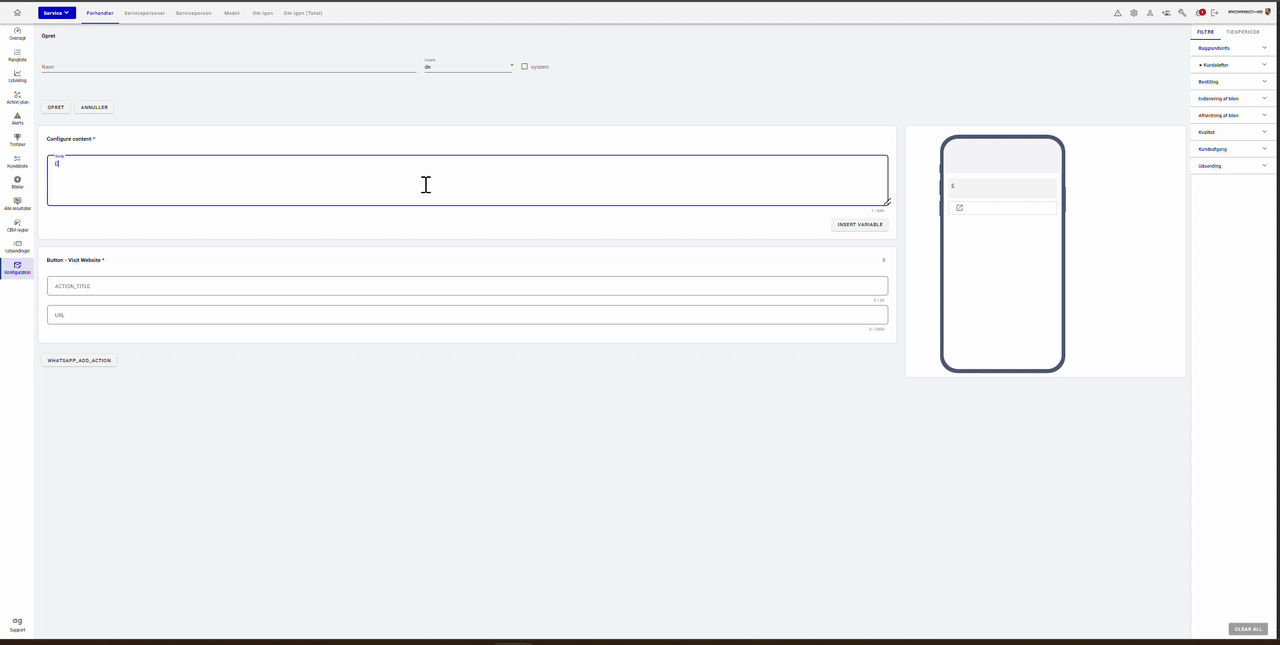 Service Forhandler Servicepersoner Serviceperson Model Om igen Om igen (Total)
PORSCHE
Oversigt
Rangliste
Udvikling
Action plan
Alerts
Trofæer
Kundeliste
Bibler
Alle resultater
CEM regler
Udsendinger
Konfiguration
ag
Support
Opret
Navn
de
system
OPRET ANNULLER
Configure content *
Body
1 / 640
INSERT VARIABLE
Button - Visit Website *
ACTION_TITLE
0 / 25
URL
0 / 2000
WHATSAPP_ADD_ACTION
E
FILTRE TIDSPERIODE
Baggrundsinfo
Kundeløfter
Bestilling
Indlevering af bilen
Afhentning af bilen
Kvalitet
Kundeafgang
Udsending
CLEAR ALL